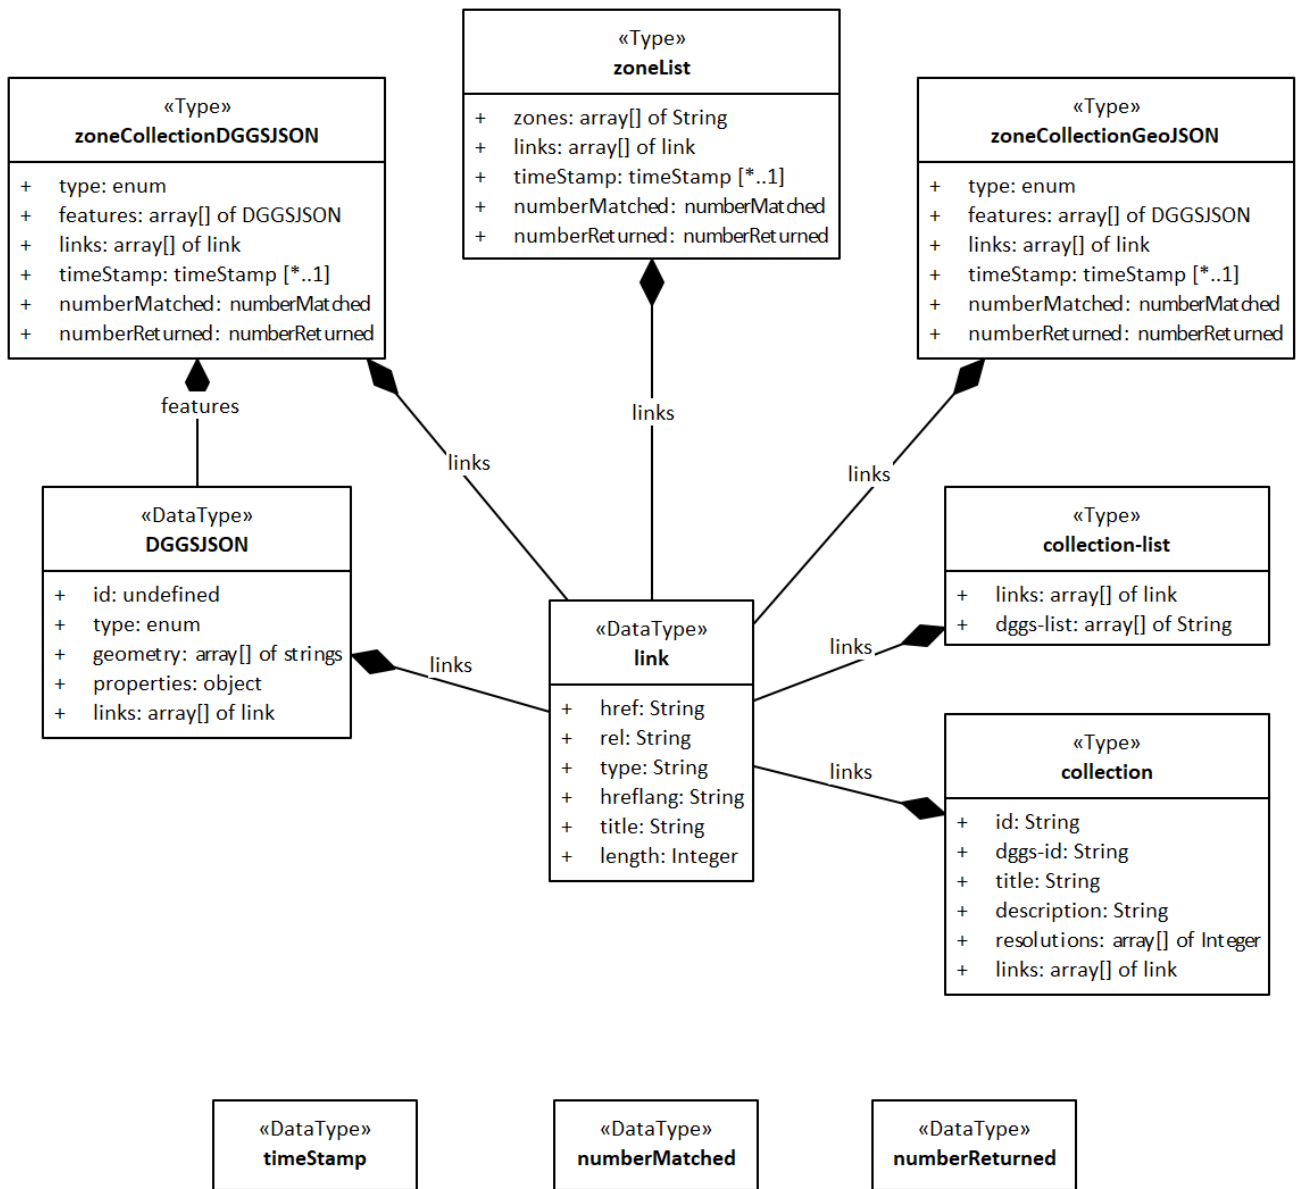 «Type»
zoneList
+ zones: array[] of String
+ links: array[] of link
+ timeStamp: timeStamp [*..1]
+ numberMatched: numberMatched
+ numberReturned: numberReturned
«Type»
zoneCollectionDGGSJSON
+ type: enum
+ features: array[] of DGGSJSON
+ links: array[] of link
+ timeStamp: timeStamp [*..1]
+ numberMatched: numberMatched
+ numberReturned: numberReturned
«Type»
zoneCollectionGeoJSON
+ type: enum
+ features: array[] of DGGSJSON
+ links: array[] of link
+ timeStamp: timeStamp [*..1]
+ numberMatched: numberMatched
+ numberReturned: numberReturned
features
links
links
links
«DataType»
DGGSJSON
+ id: undefined
+ type: enum
+ geometry: array[] of strings
+ properties: object
+ links: array[] of link
links
«DataType»
link
+ href: String
+ rel: String
+ type: String
+ hreflang: String
+ title: String
+ length: Integer
links
«Type»
collection-list
+ links: array[] of link
+ dggs-list: array[] of String
links
«Type»
collection
+ id: String
+ dggs-id: String
+ title: String
+ description: String
+ resolutions: array[] of Integer
+ links: array[] of link
«DataType»
timeStamp
«DataType»
numberMatched
«DataType»
numberReturned